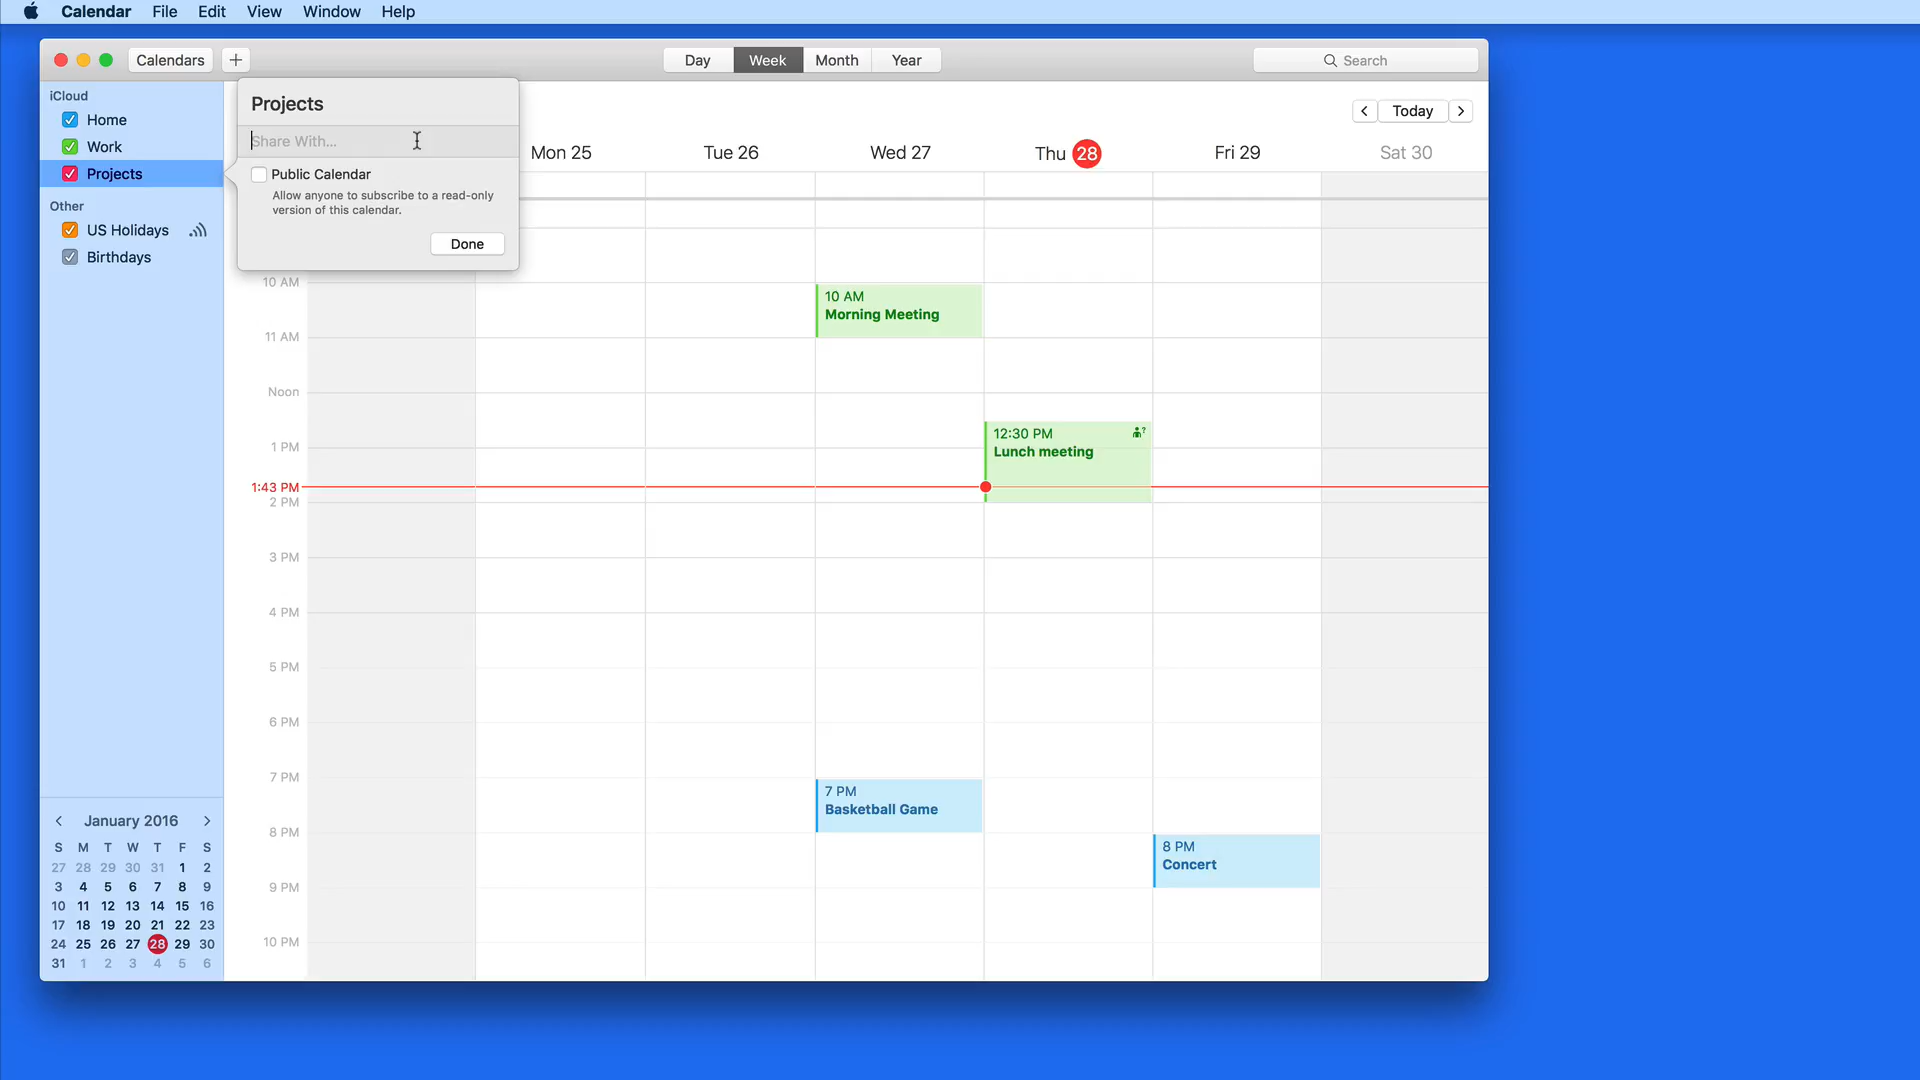 Calendar File Edit View Window Help
Calendars + Day Week Month Year Search
iCloud
Home
Work
Projects
Other
US Holidays
Birthdays
Projects
Share With...
Public Calendar
Allow anyone to subscribe to a read-only
version of this calendar.
Done
< Today >
Mon 25 Tue 26 Wed 27 Thu 28 Fri 29 Sat 30
10 AM
11 AM
Noon
1 PM
1:43 PM
2 PM
3 PM
4 PM
5 PM
6 PM
7 PM
8 PM
9 PM
10 PM
10 AM
Morning Meeting
12:30 PM
Lunch meeting
7 PM
Basketball Game
8 PM
Concert
< January 2016 >
S M T W T F S
27 28 29 30 31 1 2
3 4 5 6 7 8 9
10 11 12 13 14 15 16
17 18 19 20 21 22 23
24 25 26 27 28 29 30
31 1 2 3 4 5 6